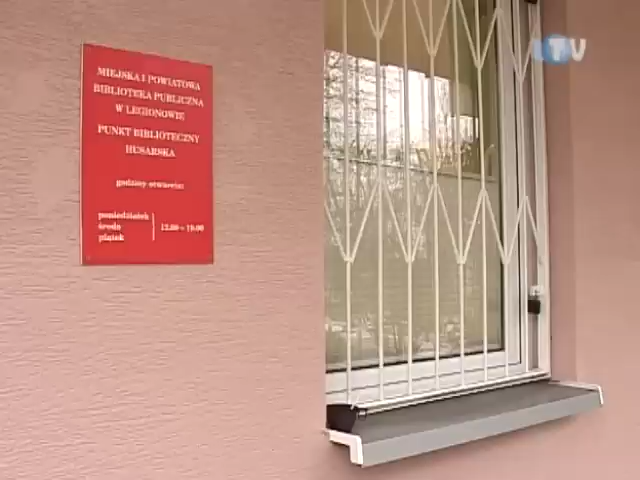 MIEJSKA I POWIATOWA
BIBLIOTEKA PUBLICZNA
W LEGIONOWIE
PUNKT BIBLIOTECZNY
HUSARSKA
godziny otwarcia:
poniedziałek
środa
piątek
12.00 - 19.00
LTV